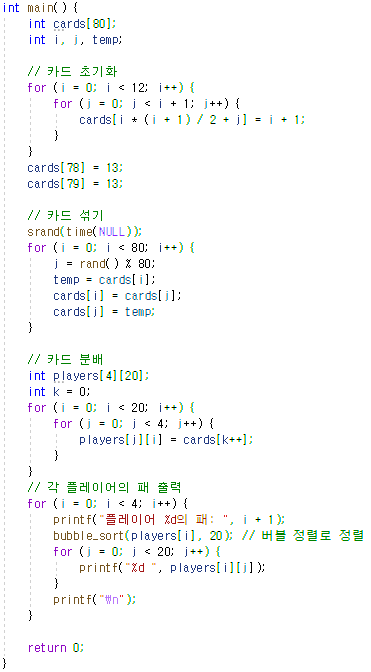 int main() {
    int cards[80];
    int i, j, temp;

    // 카드 초기화
    for (i = 0; i < 12; i++) {
        for (j = 0; j < i + 1; j++) {
            cards[i * (i + 1) / 2 + j] = i + 1;
        }
    }
    cards[78] = 13;
    cards[79] = 13;

    // 카드 섞기
    srand(time(NULL));
    for (i = 0; i < 80; i++) {
        j = rand() % 80;
        temp = cards[i];
        cards[i] = cards[j];
        cards[j] = temp;
    }

    // 카드 분배
    int players[4][20];
    int k = 0;
    for (i = 0; i < 20; i++) {
        for (j = 0; j < 4; j++) {
            players[j][i] = cards[k++];
        }
    }
    // 각 플레이어의 패 출력
    for (i = 0; i < 4; i++) {
        printf("플레이어 %d의 패: ", i + 1);
        bubble_sort(players[i], 20); // 버블 정렬로 정렬
        for (j = 0; j < 20; j++) {
            printf("%d ", players[i][j]);
        }
        printf("₩n");
    }

    return 0;
}